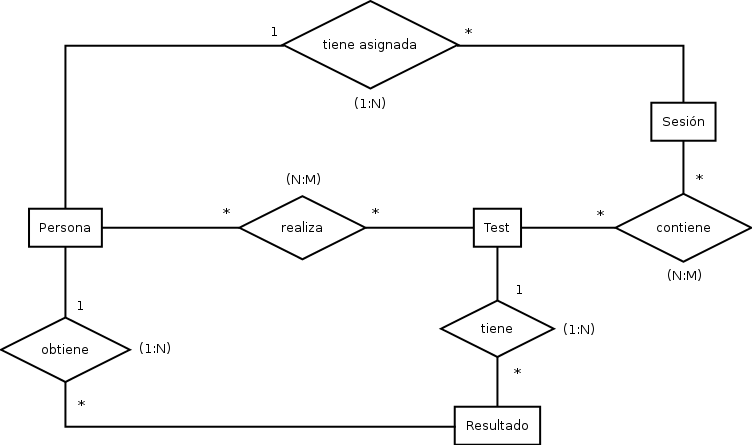 1
tiene asignada
*
(1:N)
Sesión
*
(N:M)
Persona
*
realiza
*
Test
*
contiene
(N:M)
1
1
obtiene
(1:N)
tiene
(1:N)
*
*
Resultado